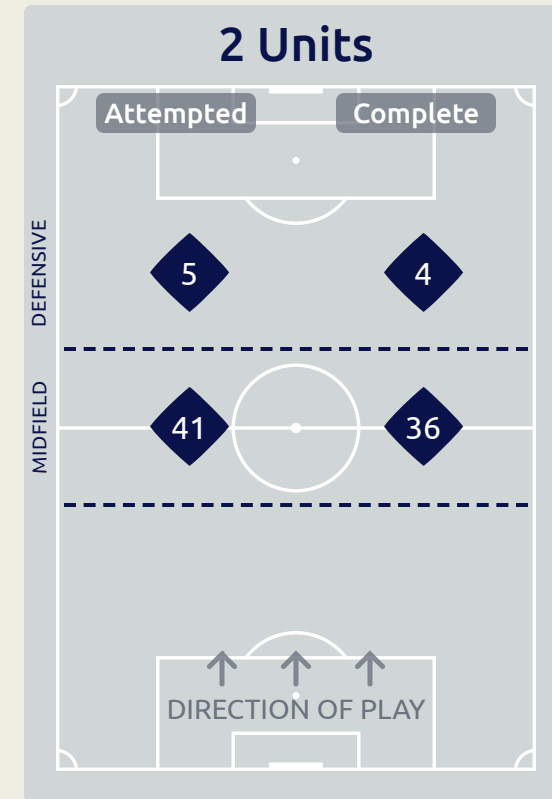 2 Units
Attempted
Complete
DEFENSIVE
5
4
MIDFIELD
41
36
DIRECTION OF PLAY